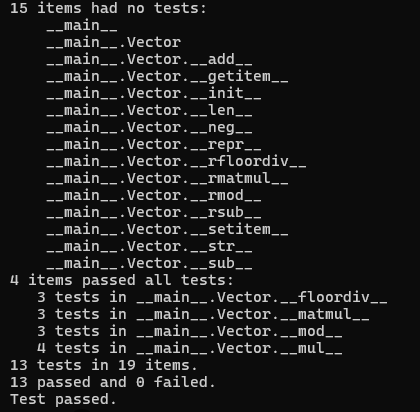 15 items had no tests:
    __main__
    __main__.Vector
    __main__.Vector.__add__
    __main__.Vector.__getitem__
    __main__.Vector.__init__
    __main__.Vector.__len__
    __main__.Vector.__neg__
    __main__.Vector.__repr__
    __main__.Vector.__rfloordiv__
    __main__.Vector.__rmatmul__
    __main__.Vector.__rmod__
    __main__.Vector.__rsub__
    __main__.Vector.__setitem__
    __main__.Vector.__str__
    __main__.Vector.__sub__
4 items passed all tests:
   3 tests in __main__.Vector.__floordiv__
   3 tests in __main__.Vector.__matmul__
   3 tests in __main__.Vector.__mod__
   4 tests in __main__.Vector.__mul__
13 tests in 19 items.
13 passed and 0 failed.
Test passed.